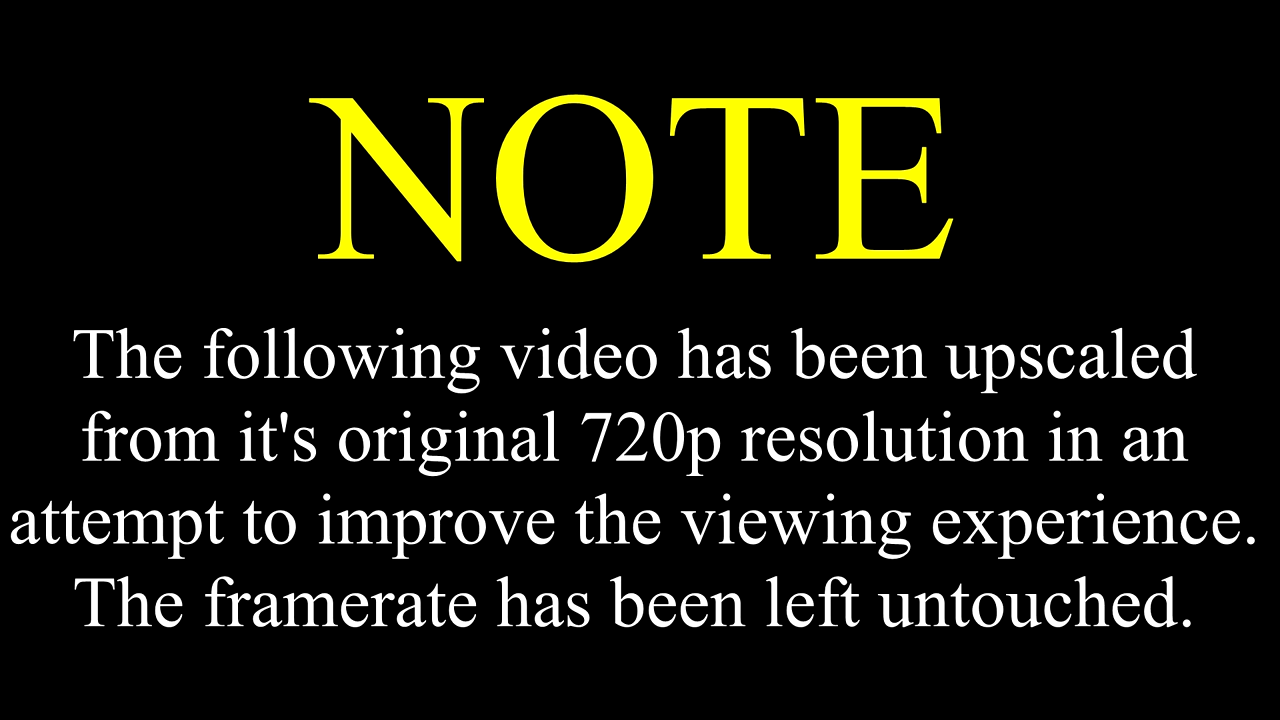 NOTE
The following video has been upscaled
from it's original 720p resolution in an
attempt to improve the viewing experience.
The framerate has been left untouched.